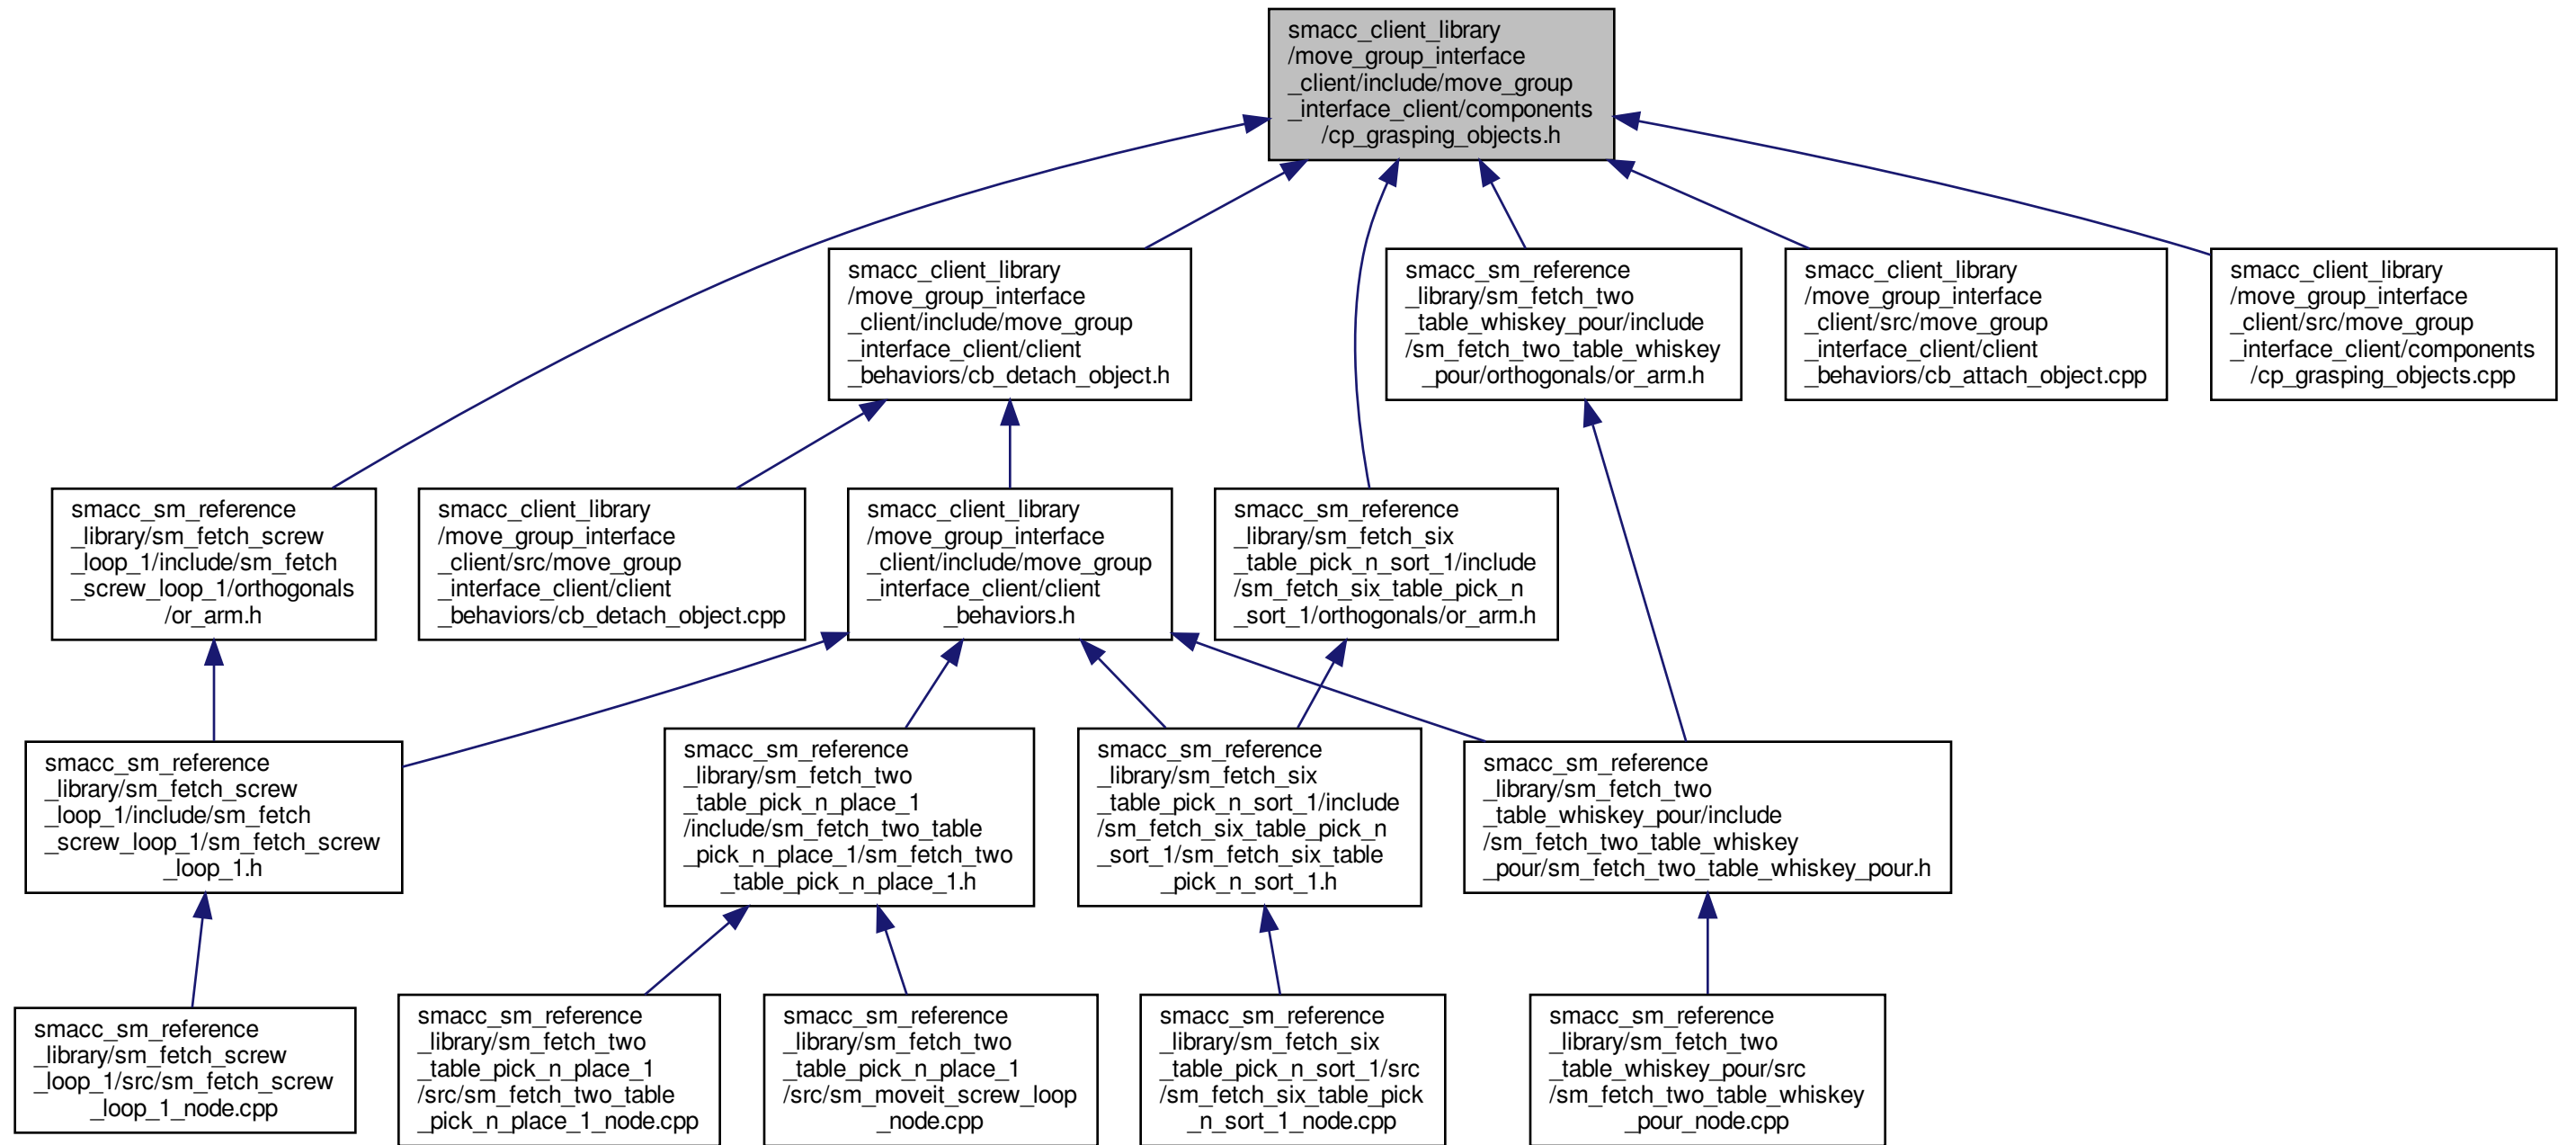 smacc_client_library
/move_group_interface
_client/include/move_group
_interface_client/components
/cp_grasping_objects.h
smacc_client_library
/move_group_interface
_client/include/move_group
_interface_client/client
_behaviors/cb_detach_object.h
smacc_sm_reference
_library/sm_fetch_two
_table_whiskey_pour/include
/sm_fetch_two_table_whiskey
_pour/orthogonals/or_arm.h
smacc_client_library
/move_group_interface
_client/src/move_group
_interface_client/client
_behaviors/cb_attach_object.cpp
smacc_client_library
/move_group_interface
_client/src/move_group
_interface_client/components
/cp_grasping_objects.cpp
smacc_sm_reference
_library/sm_fetch_screw
_loop_1/include/sm_fetch
_screw_loop_1/orthogonals
/or_arm.h
smacc_client_library
/move_group_interface
_client/src/move_group
_interface_client/client
_behaviors/cb_detach_object.cpp
smacc_client_library
/move_group_interface
_client/include/move_group
_interface_client/client
_behaviors.h
smacc_sm_reference
_library/sm_fetch_six
_table_pick_n_sort_1/include
/sm_fetch_six_table_pick_n
_sort_1/orthogonals/or_arm.h
smacc_sm_reference
_library/sm_fetch_screw
_loop_1/include/sm_fetch
_screw_loop_1/sm_fetch_screw
_loop_1.h
smacc_sm_reference
_library/sm_fetch_two
_table_pick_n_place_1
/include/sm_fetch_two_table
_pick_n_place_1/sm_fetch_two
_table_pick_n_place_1.h
smacc_sm_reference
_library/sm_fetch_six
_table_pick_n_sort_1/include
/sm_fetch_six_table_pick_n
_sort_1/sm_fetch_six_table
_pick_n_sort_1.h
smacc_sm_reference
_library/sm_fetch_two
_table_whiskey_pour/include
/sm_fetch_two_table_whiskey
_pour/sm_fetch_two_table_whiskey_pour.h
smacc_sm_reference
_library/sm_fetch_screw
_loop_1/src/sm_fetch_screw
_loop_1_node.cpp
smacc_sm_reference
_library/sm_fetch_two
_table_pick_n_place_1
/src/sm_fetch_two_table
_pick_n_place_1_node.cpp
smacc_sm_reference
_library/sm_fetch_two
_table_pick_n_place_1
/src/sm_moveit_screw_loop
_node.cpp
smacc_sm_reference
_library/sm_fetch_six
_table_pick_n_sort_1/src
/sm_fetch_six_table_pick
_n_sort_1_node.cpp
smacc_sm_reference
_library/sm_fetch_two
_table_whiskey_pour/src
/sm_fetch_two_table_whiskey
_pour_node.cpp